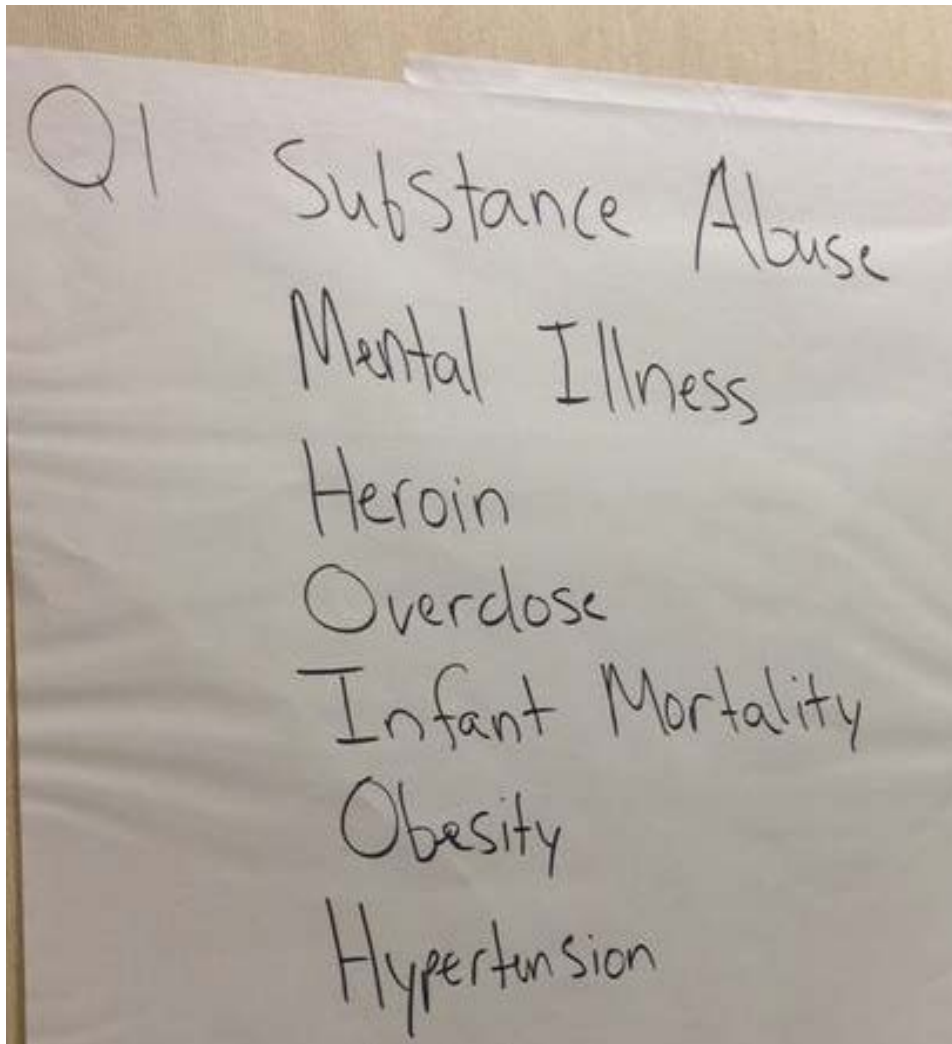 Q1 Substance Abuse
Mental Illness
Heroin
Overdose
Infant Mortality
Obesity
Hypertension